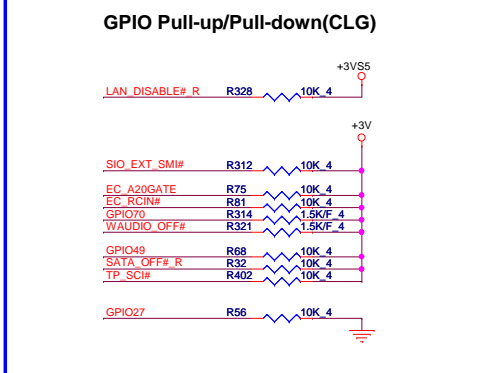 GPIO Pull-up/Pull-down(CLG)
+3VS5
LAN_DISABLE#_R R328 10K_4
+3V
SIO_EXT_SMI# R312 10K_4
EC_A20GATE R75 10K_4
EC_RCIN# R81 10K_4
GPIO70 R314 1.5K/F_4
WAUDIO_OFF# R321 1.5K/F_4
GPIO49 R68 10K_4
SATA_OFF#_R R32 10K_4
TP_SCI# R402 10K_4
GPIO27 R56 10K_4